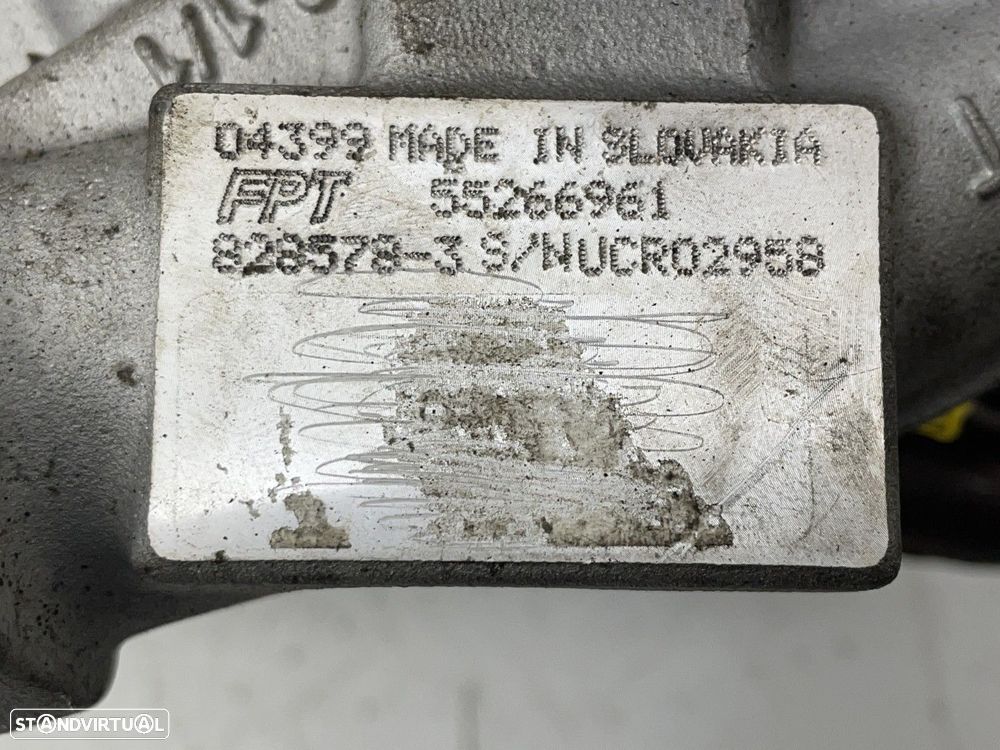 04399 MADE IN SLOVAKIA
FPT 55266961
828578-3 S/NUCR02958
STANDVIRTUAL